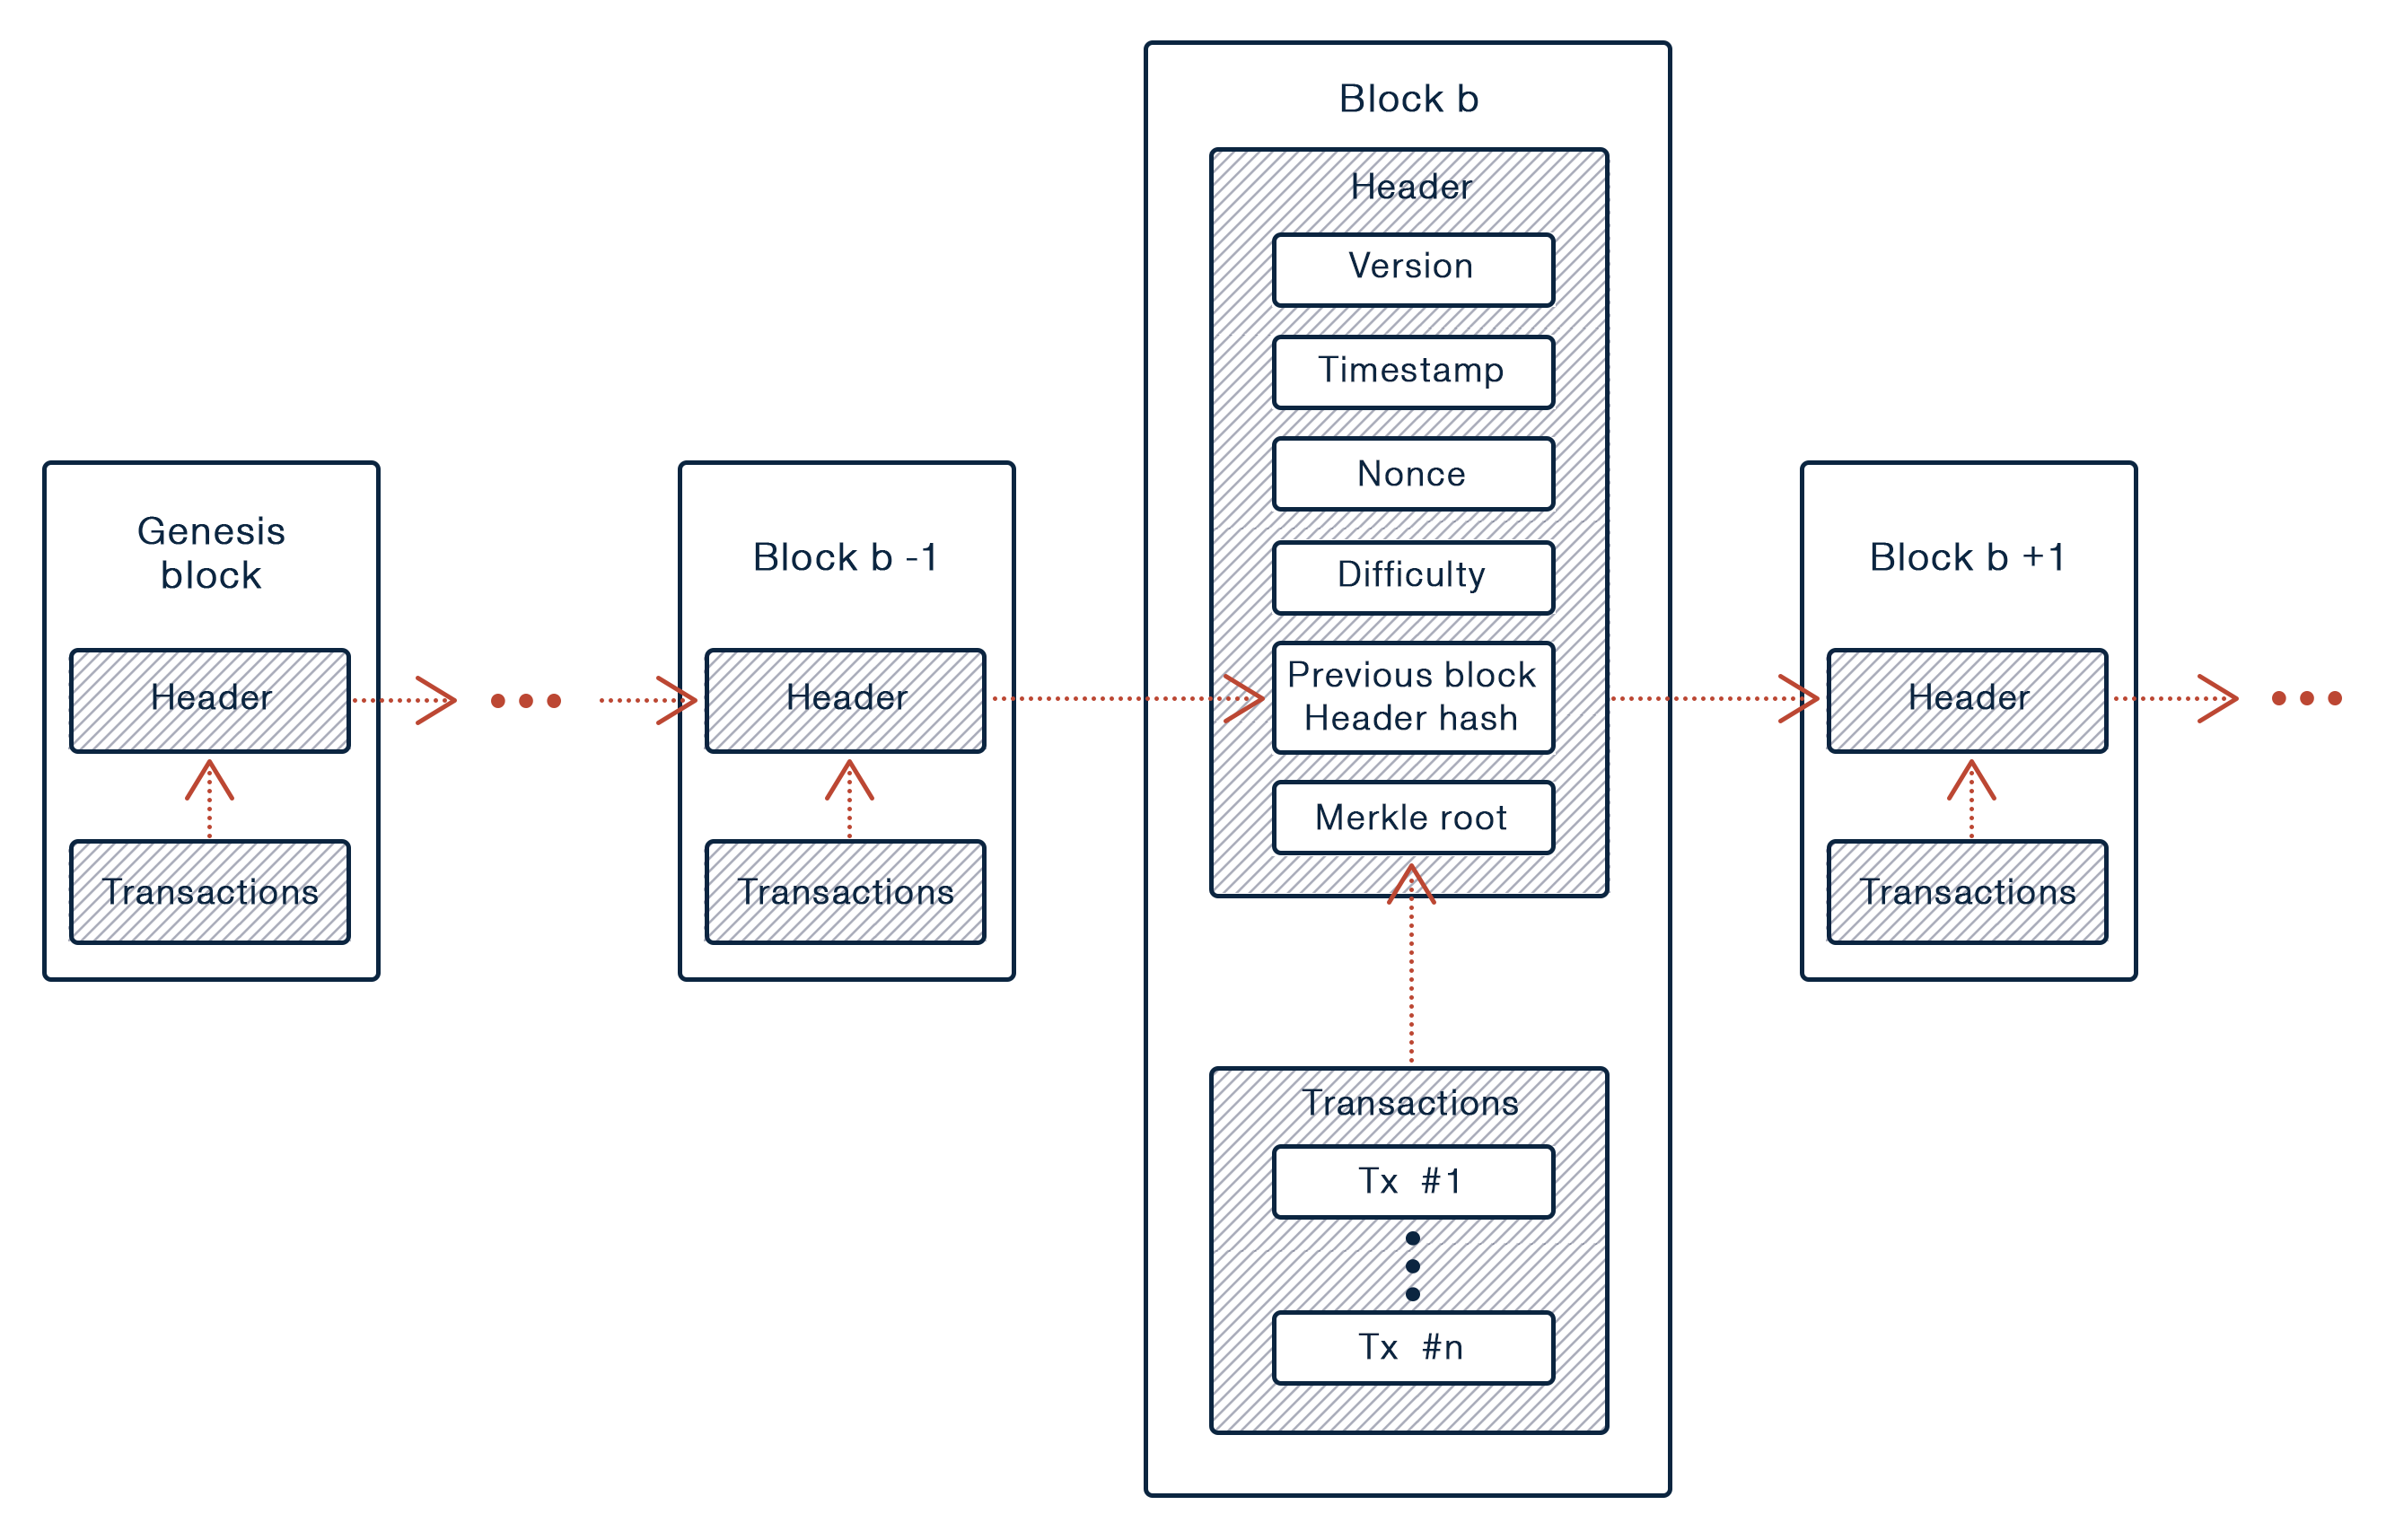 Genesis
block
Header
Transactions
Block b -1
Header
Transactions
Block b
Header
Version
Timestamp
Nonce
Difficulty
Previous block
Header hash
Merkle root
Transactions
Tx #1
Tx #n
Block b +1
Header
Transactions